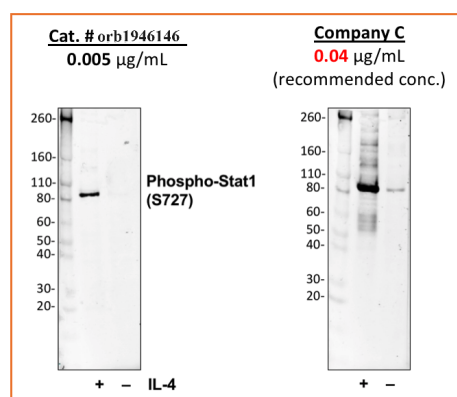 Cat. # orb1946146
0.005 µg/mL
Company C
0.04 µg/mL
(recommended conc.)
260-
160-
110-
80-
60-
50-
40-
30-
20-
Phospho-Stat1
(S727)
260-
160-
110-
80-
60-
50-
40-
30-
20-
+ – IL-4
+ –